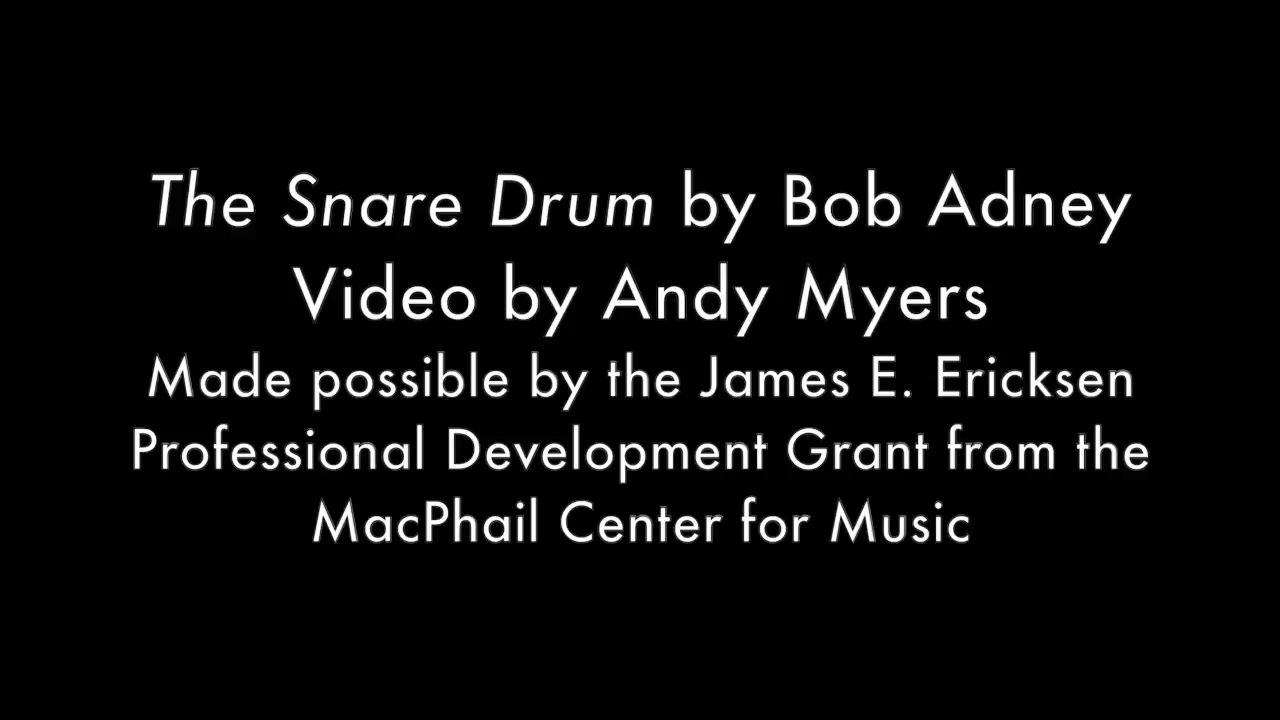 The Snare Drum by Bob Adney
Video by Andy Myers
Made possible by the James E. Ericksen
Professional Development Grant from the
MacPhail Center for Music